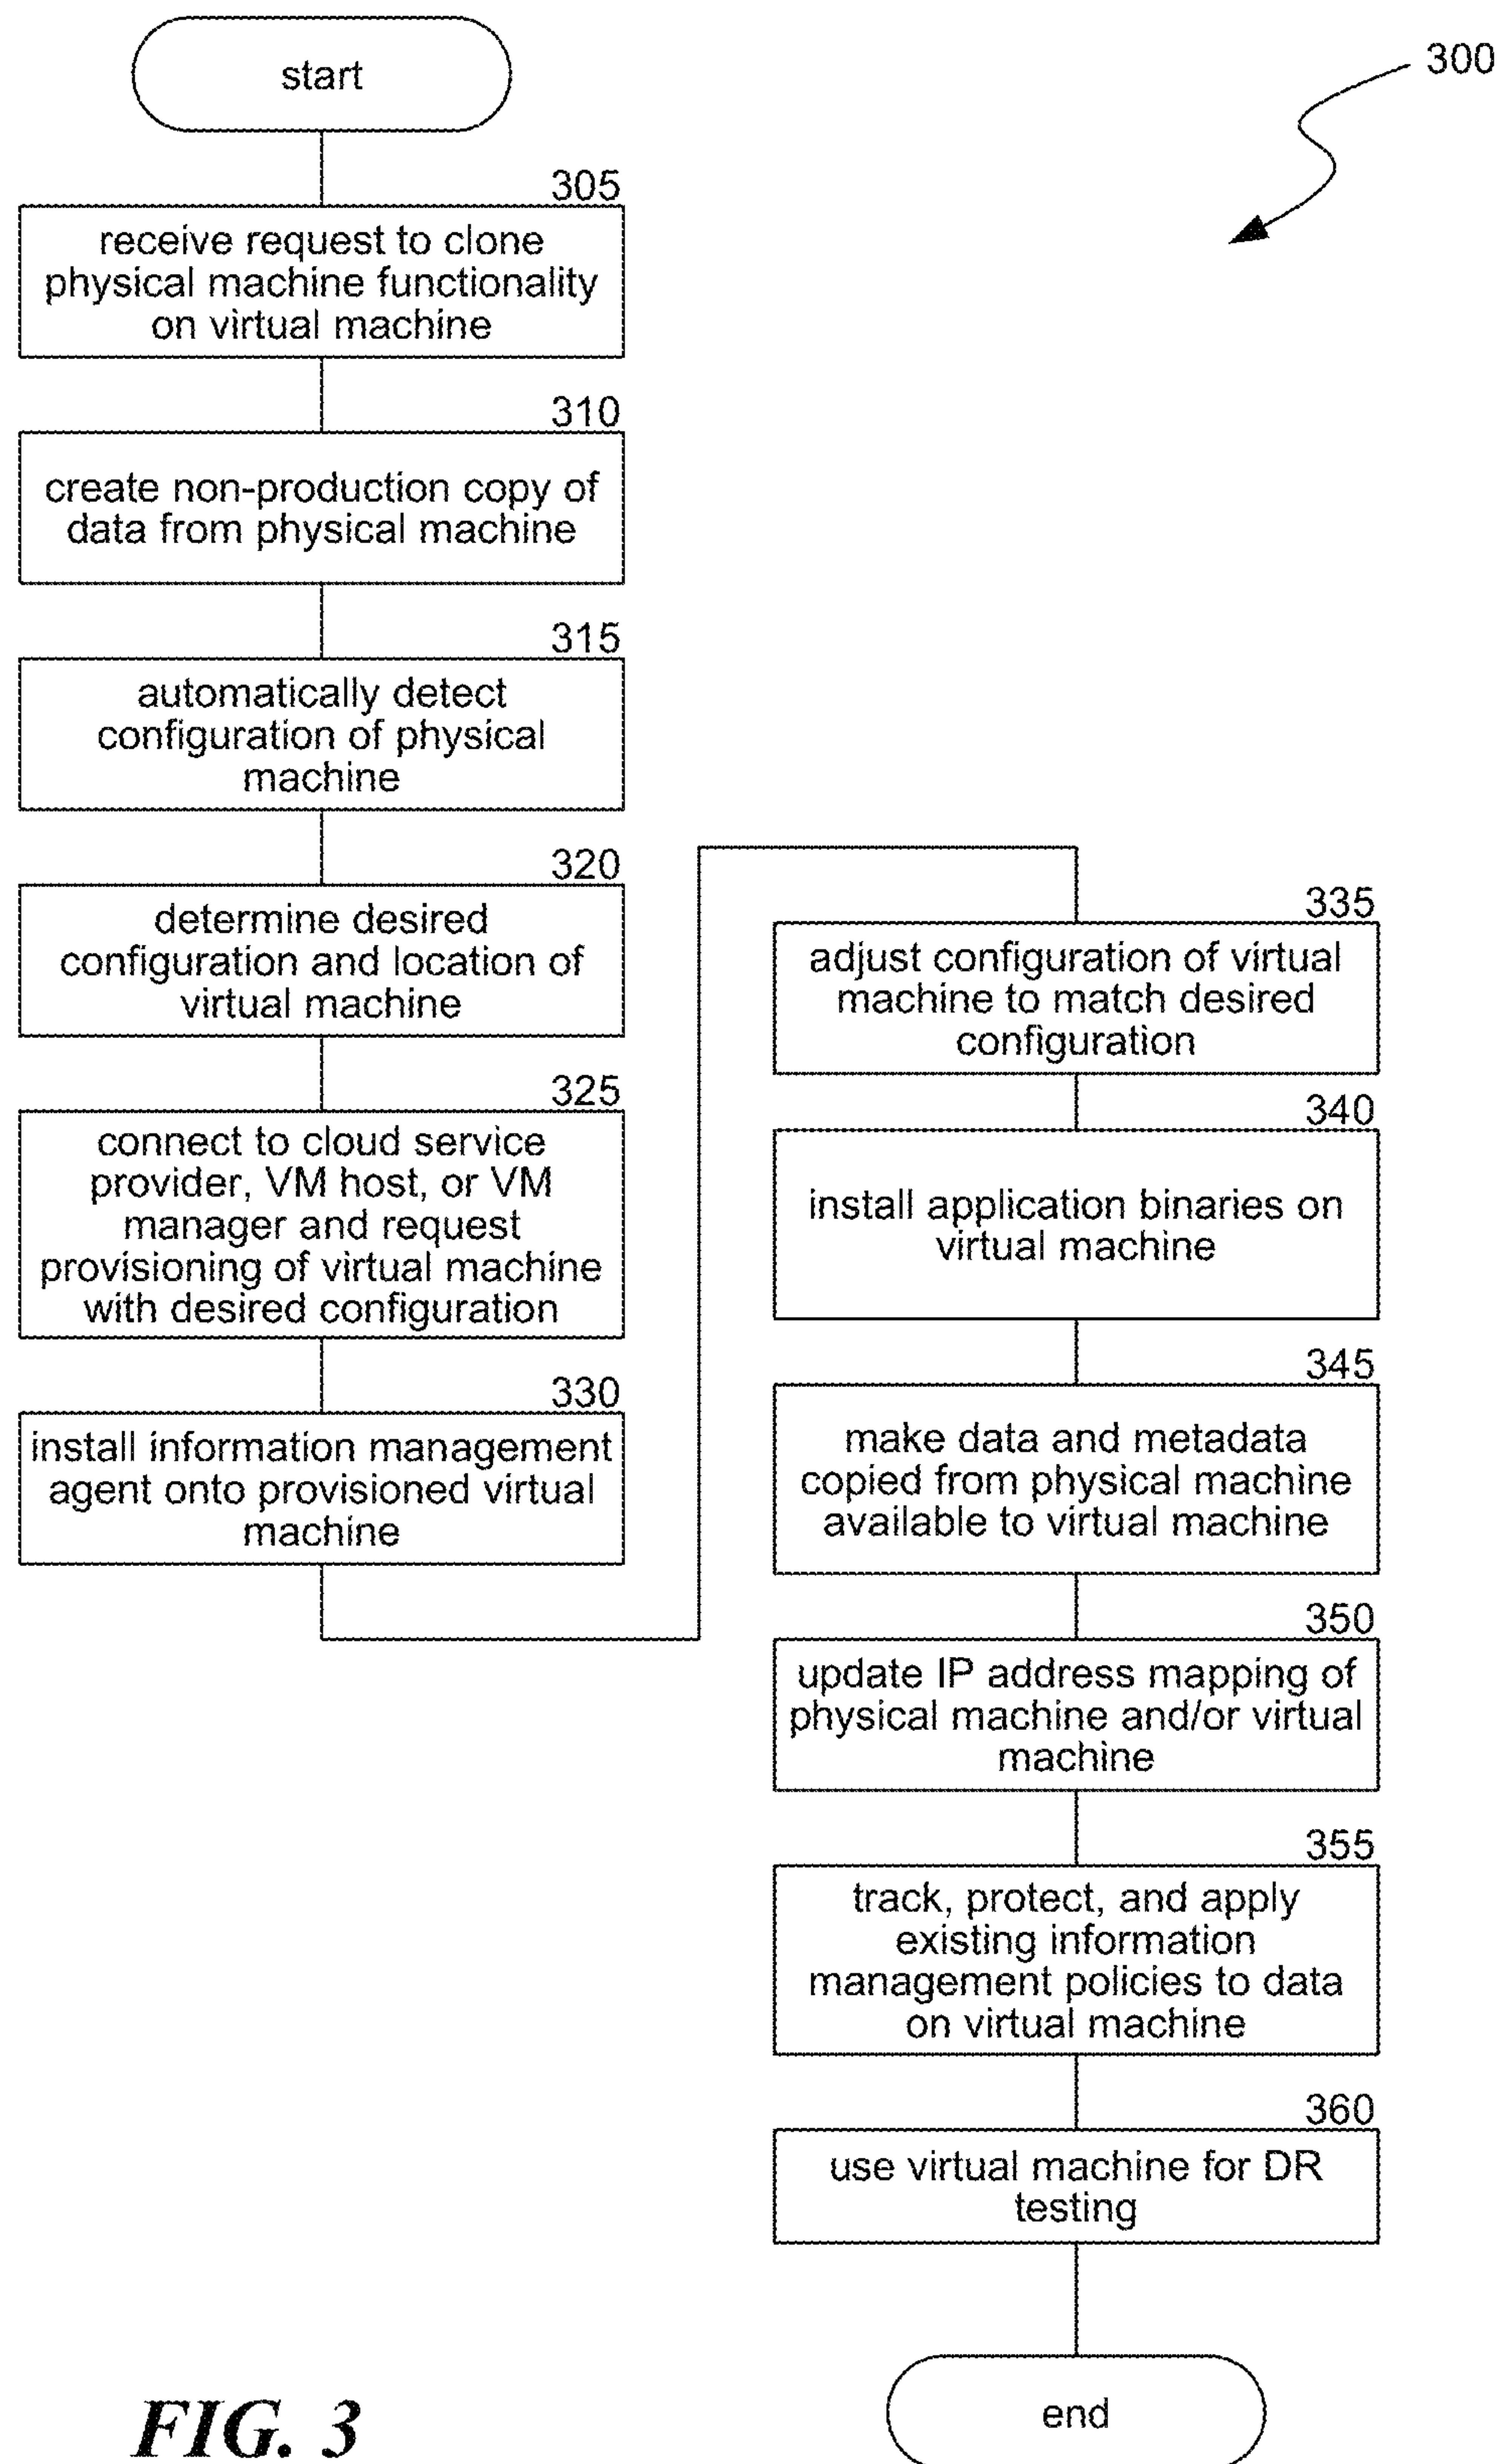 start
300
305
receive request to clone
physical machine functionality
on virtual machine
310
create non-production copy of
data from physical machine
315
automatically detect
configuration of physical
machine
320
determine desired
configuration and location of
virtual machine
325
connect to cloud service
provider, VM host, or VM
manager and request
provisioning of virtual machine
with desired configuration
330
install information management
agent onto provisioned virtual
machine
335
adjust configuration of virtual
machine to match desired
configuration
340
install application binaries on
virtual machine
345
make data and metadata
copied from physical machine
available to virtual machine
350
update IP address mapping of
physical machine and/or virtual
machine
355
track, protect, and apply
existing information
management policies to data
on virtual machine
360
use virtual machine for DR
testing
end
FIG. 3